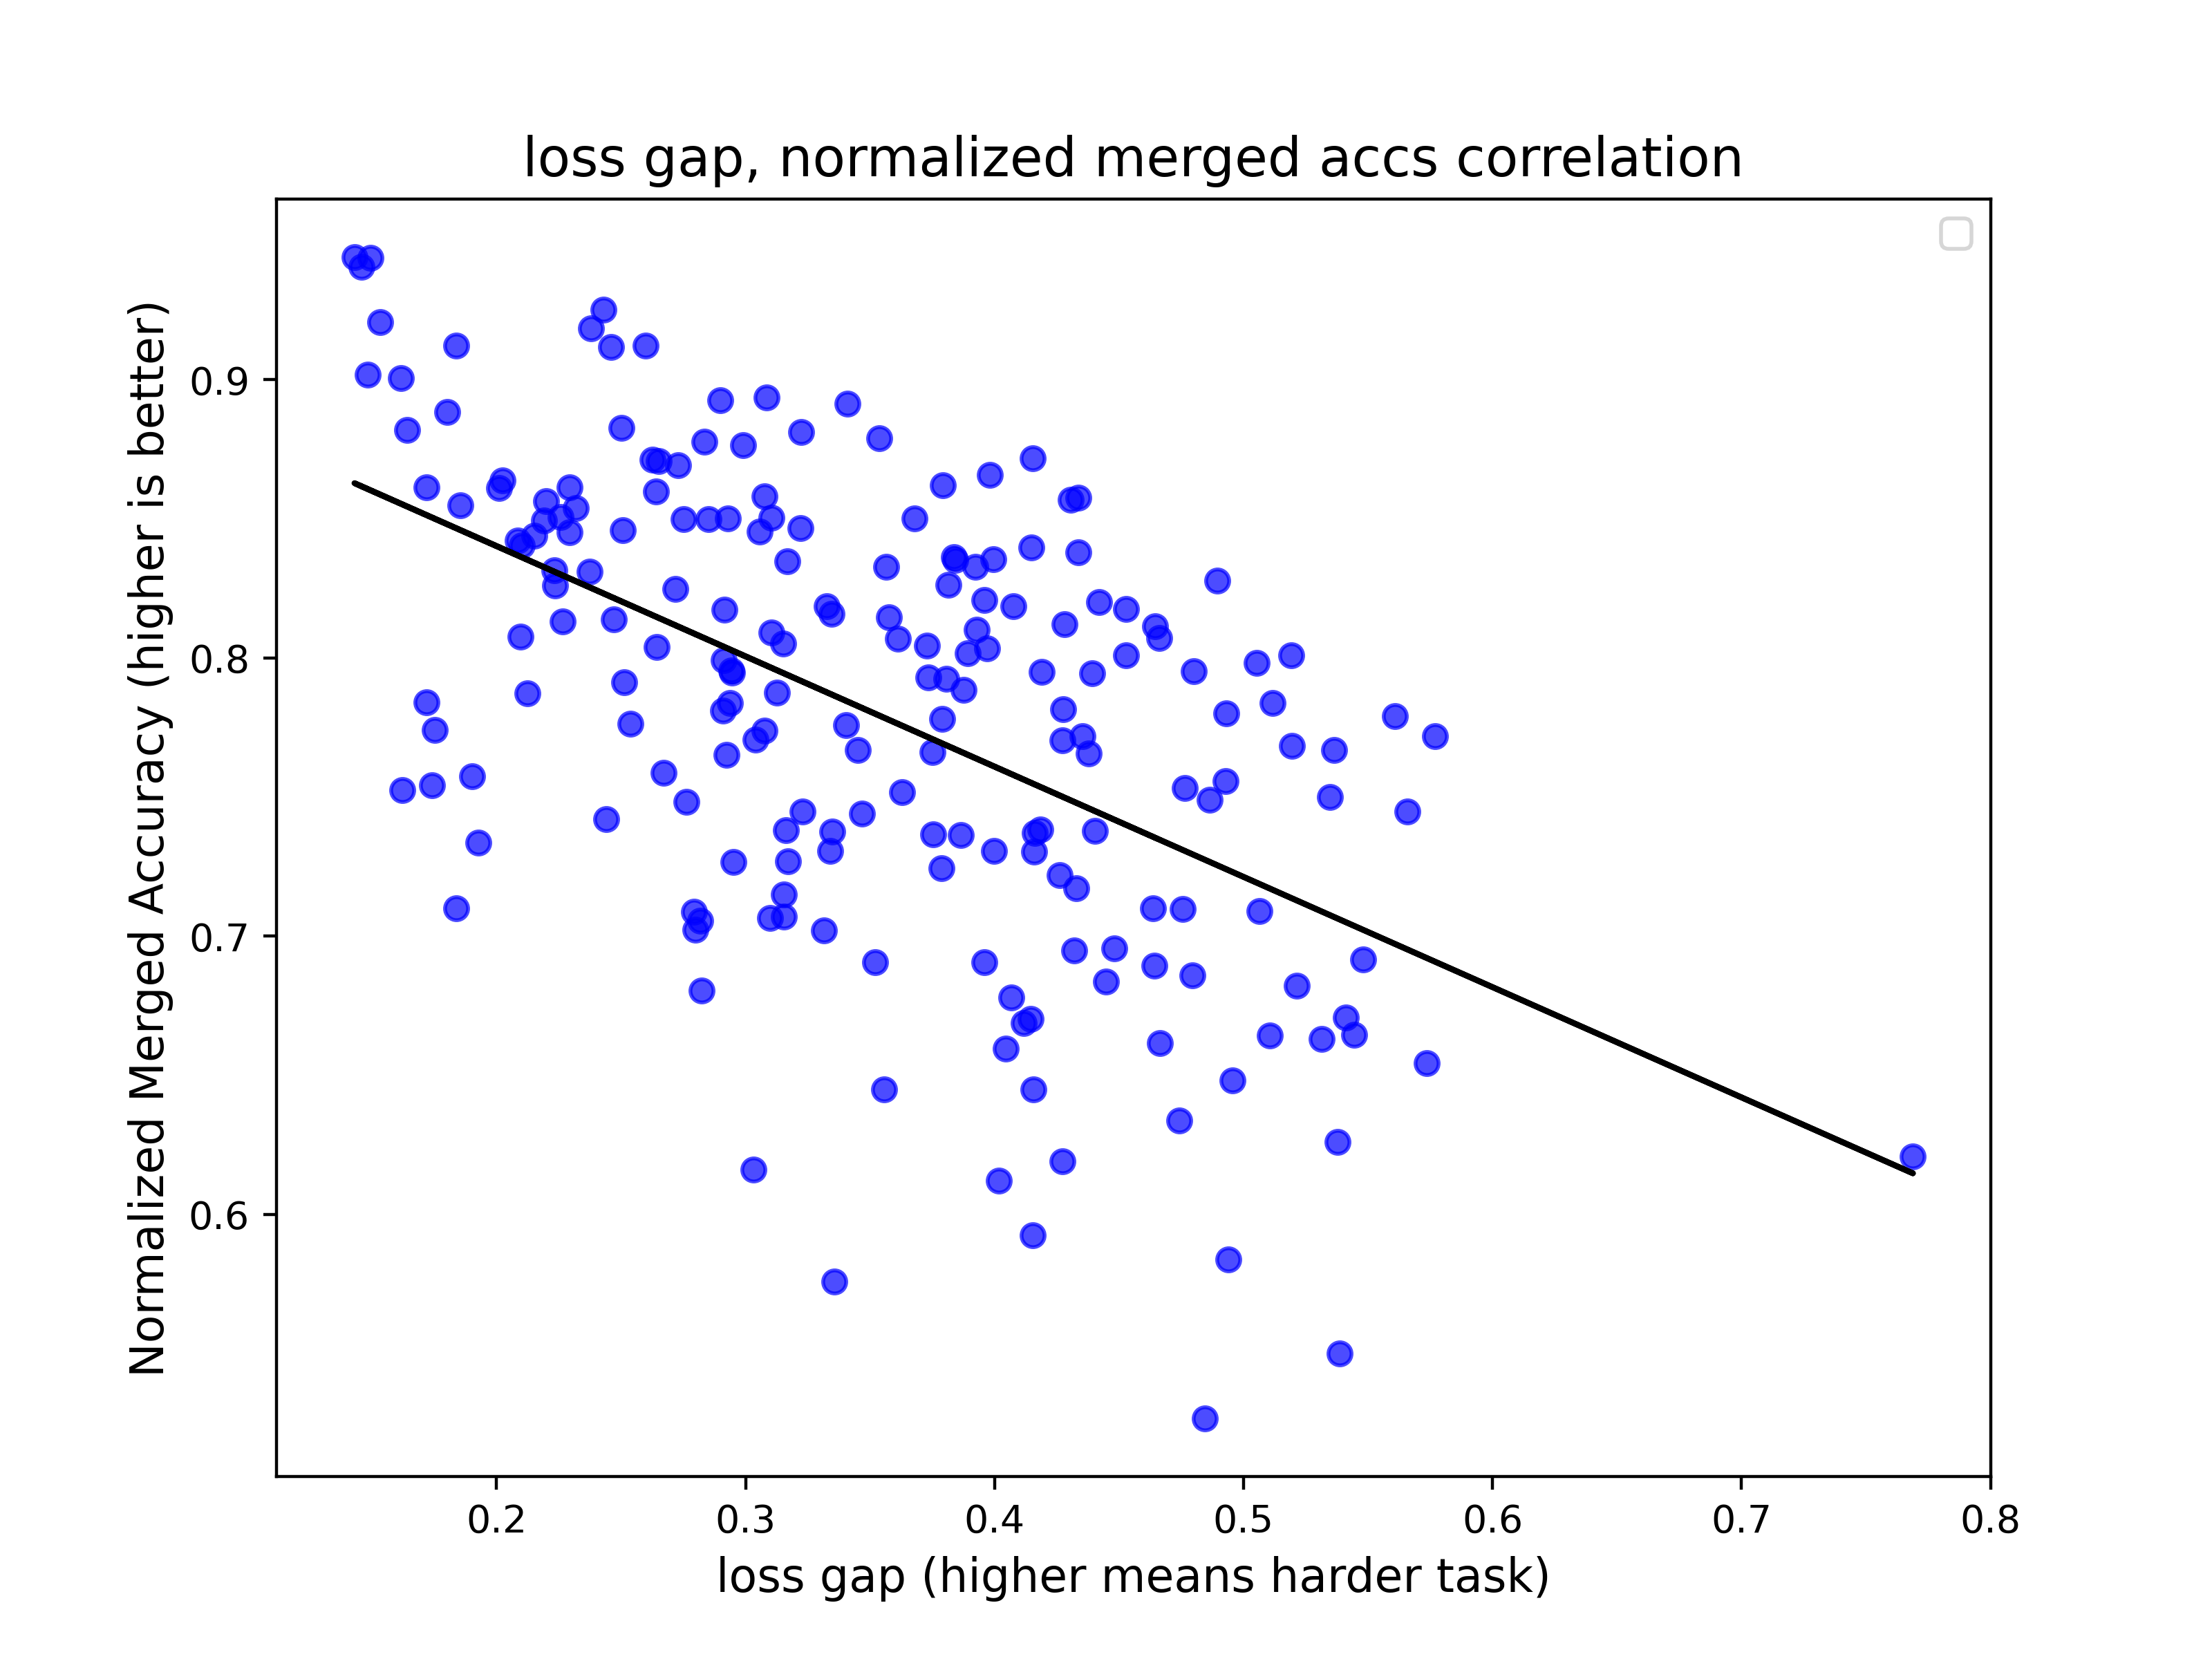 loss gap, normalized merged accs correlation
Normalized Merged Accuracy (higher is better)
0.9
0.8
0.7
0.6
0.2 0.3 0.4 0.5 0.6 0.7 0.8
loss gap (higher means harder task)